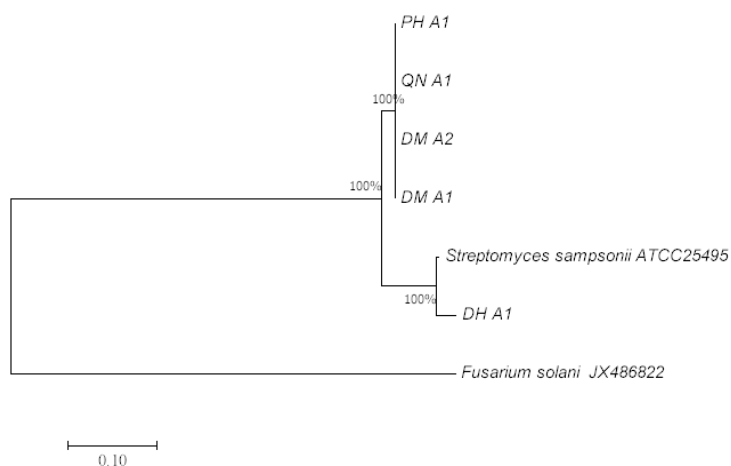 PH A1
QN A1
100%
DM A2
100%
DM A1
Streptomyces sampsonii ATCC25495
100%
DH A1
Fusarium solani JX486822
0.10